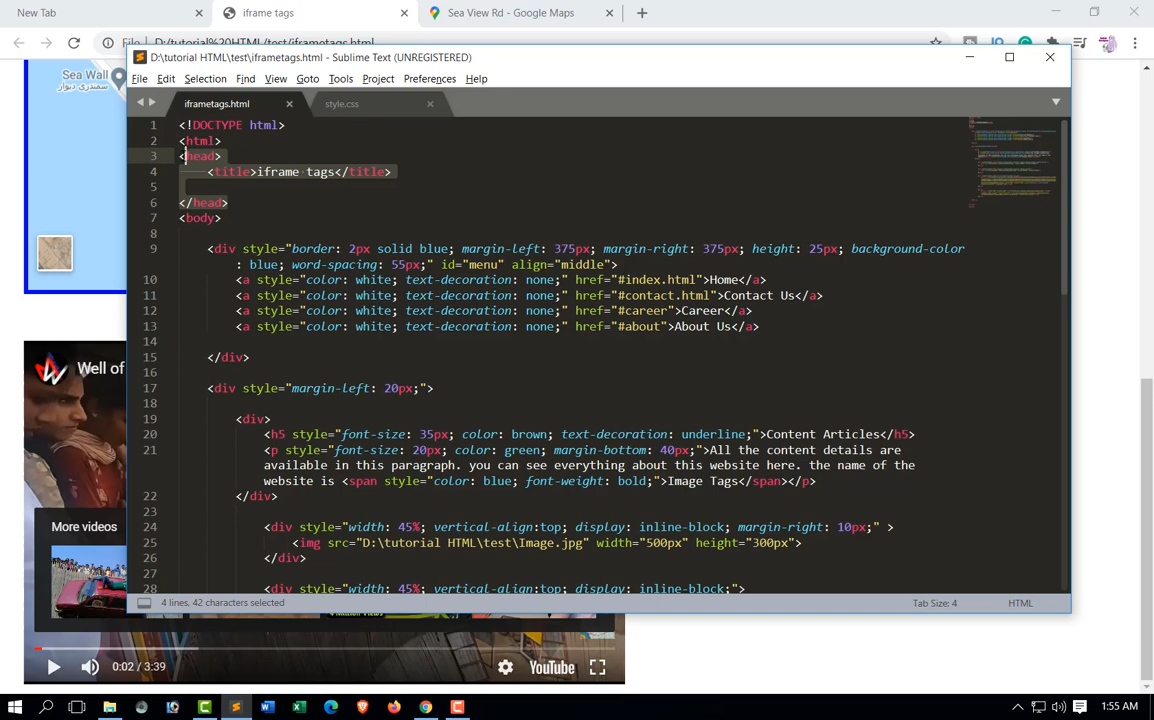 New Tab
iframe tags
Sea View Rd - Google Maps
File
D:/tutorial%20HTML/test/iframetags.html
D:\tutorial HTML\test\iframetags.html - Sublime Text (UNREGISTERED)
File Edit Selection Find View Goto Tools Project Preferences Help
iframetags.html
style.css
1 <!DOCTYPE html>
2 <html>
3 <head>
4 <title>iframe tags</title>
5
6 </head>
7 <body>
8
9 <div style="border: 2px solid blue; margin-left: 375px; margin-right: 375px; height: 25px; background-color
: blue; word-spacing: 55px;" id="menu" align="middle">
10 <a style="color: white; text-decoration: none;" href="#index.html">Home</a>
11 <a style="color: white; text-decoration: none;" href="#contact.html">Contact Us</a>
12 <a style="color: white; text-decoration: none;" href="#career">Career</a>
13 <a style="color: white; text-decoration: none;" href="#about">About Us</a>
14
15 </div>
16
17 <div style="margin-left: 20px;">
18
19 <div>
20 <h5 style="font-size: 35px; color: brown; text-decoration: underline;">Content Articles</h5>
21 <p style="font-size: 20px; color: green; margin-bottom: 40px;">All the content details are
available in this paragraph. you can see everything about this website here. the name of the
website is <span style="color: blue; font-weight: bold;">Image Tags</span></p>
22 </div>
23
24 <div style="width: 45%; vertical-align:top; display: inline-block; margin-right: 10px;" >
25 <img src="D:\tutorial HTML\test\Image.jpg" width="500px" height="300px">
26 </div>
27
28 <div style="width: 45%; vertical-align:top; display: inline-block;">
4 lines, 42 characters selected
Tab Size: 4
HTML
Sea Wall
سمندری دیوار
Well of
More videos
0:02 / 3:39
YouTube
1:55 AM